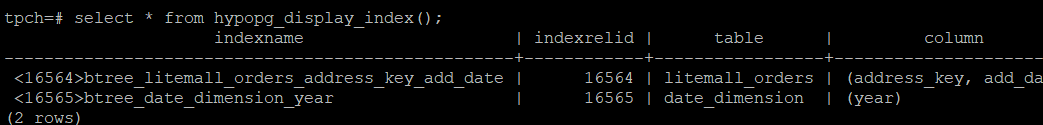 tpch=# select * from hypopg_display_index();
indexname | indexrelid | table | column
-----------------------------------------------------+------------+-----------------+---------------------
<16564>btree_litemall_orders_address_key_add_date | 16564 | litemall_orders | (address_key, add_da
<16565>btree_date_dimension_year | 16565 | date_dimension | (year)
(2 rows)